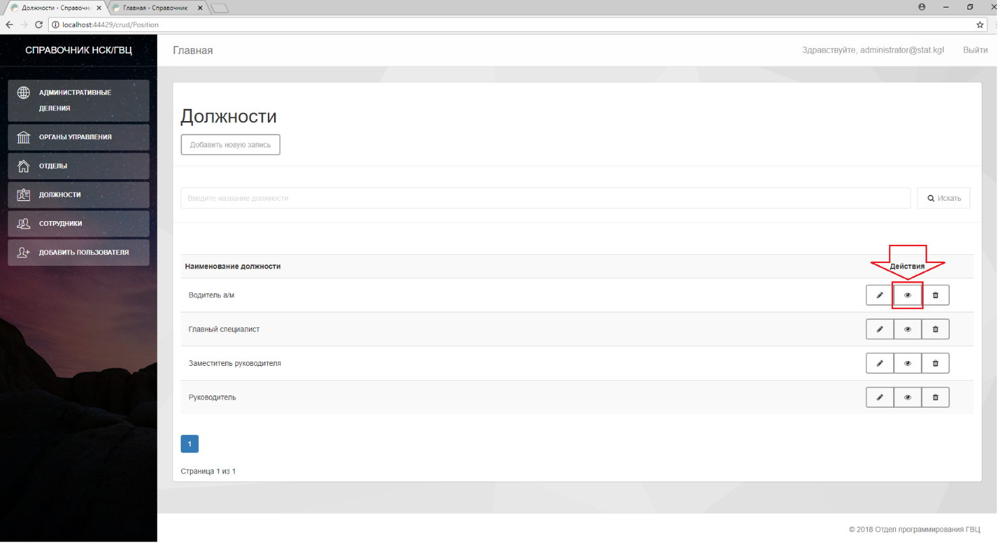 Должности - Справочни
Главная - Справочник
localhost:44429/crud/Position
СПРАВОЧНИК НСК/ГВЦ
Главная
Здравствуйте, administrator@stat.kg!
Выйти
АДМИНИСТРАТИВНЫЕ
ДЕЛЕНИЯ
ОРГАНЫ УПРАВЛЕНИЯ
ОТДЕЛЫ
ДОЛЖНОСТИ
СОТРУДНИКИ
ДОБАВИТЬ ПОЛЬЗОВАТЕЛЯ
Должности
Добавить новую запись
Введите название должности
Искать
Наименование должности
Действия
Водитель а/м
Главный специалист
Заместитель руководителя
Руководитель
1
Страница 1 из 1
© 2018 Отдел программирования ГВЦ